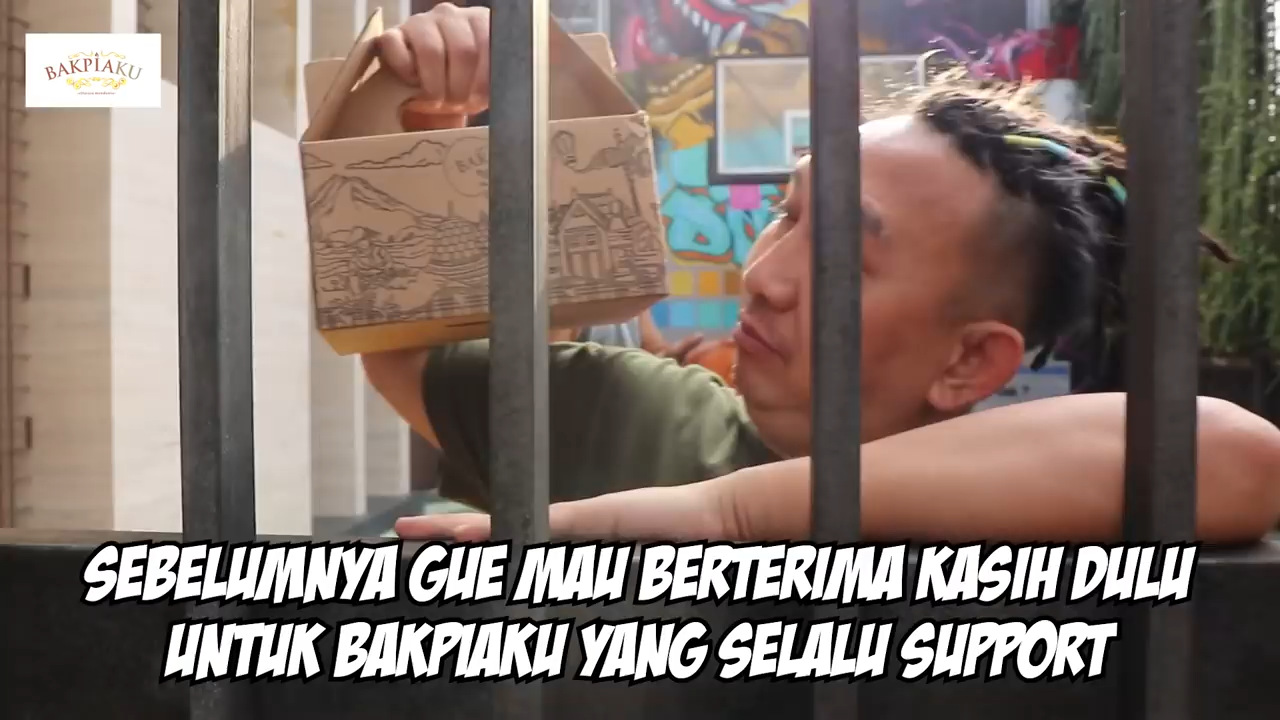 BAKPIAKU
SEBELUMNYA GUE MAU BERTERIMA KASIH DULU
UNTUK BAKPIAKU YANG SELALU SUPPORT